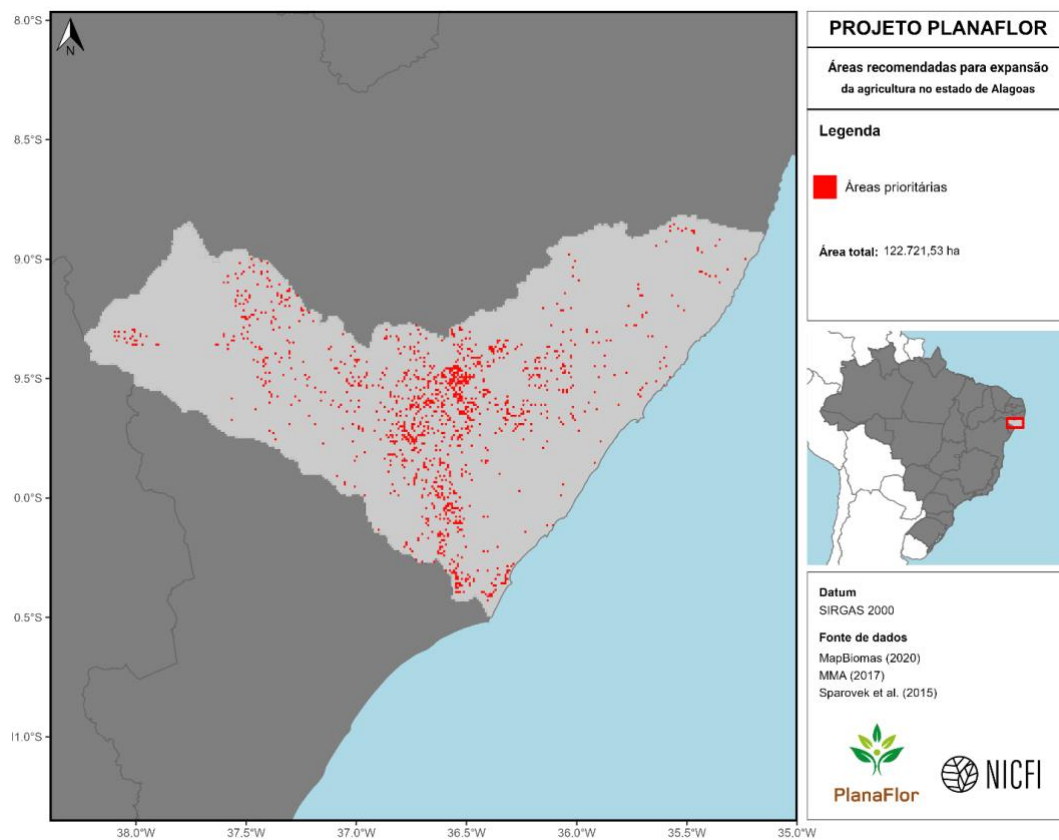 8.0°S
8.5°S
9.0°S
9.5°S
0.0°S
0.5°S
1.0°S
38.0°W
37.5°W
37.0°W
36.5°W
36.0°W
35.5°W
35.0°W
N
PROJETO PLANAFLOR
Áreas recomendadas para expansão
da agricultura no estado de Alagoas
Legenda
Áreas prioritárias
Área total: 122.721,53 ha
Datum
SIRGAS 2000
Fonte de dados
MapBiomas (2020)
MMA (2017)
Sparovek et al. (2015)
PlanaFlor
NICFI